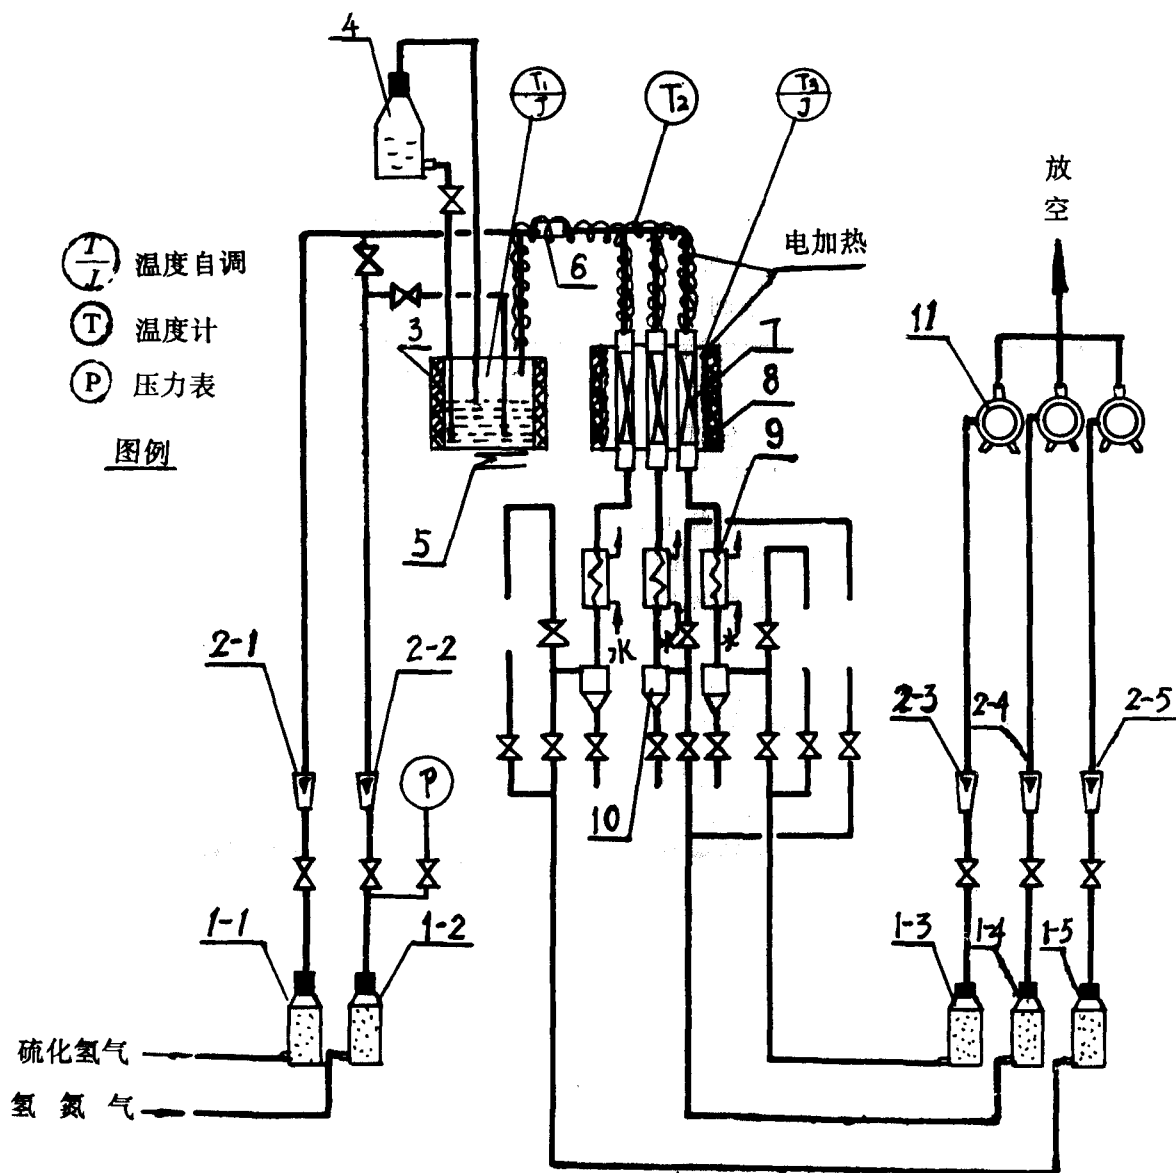 4
T1
J
T2
T3
J
放
空
电加热
T
I
温度自调
6
T
温度计
3
7
11
P
压力表
8
图例
9
5
水
水
水
2-1
2-2
2-3
2-4
2-5
P
10
1-1
1-2
1-3
1-4
1-5
硫化氢气
氢氮气